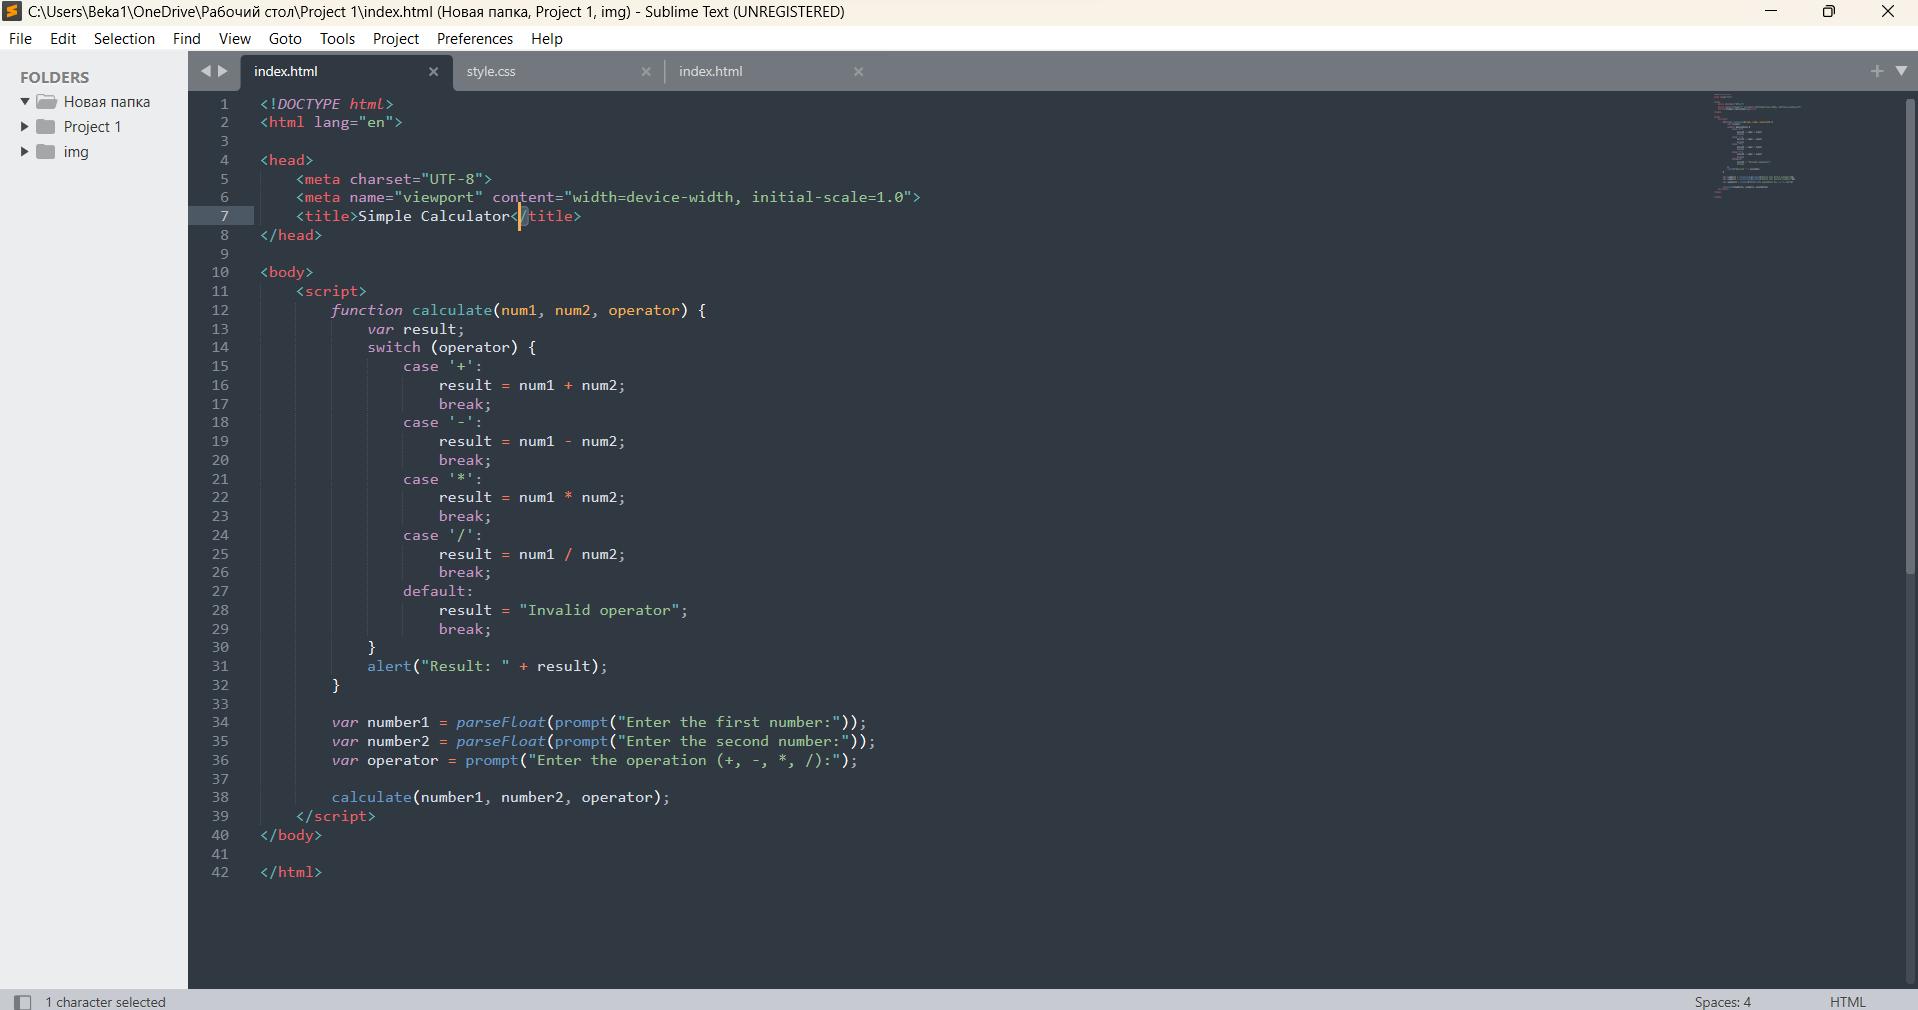 C:\Users\Beka1\OneDrive\Рабочий стол\Project 1\index.html (Новая папка, Project 1, img) - Sublime Text (UNREGISTERED)
File Edit Selection Find View Goto Tools Project Preferences Help
FOLDERS
Новая папка
Project 1
img
index.html style.css index.html
1 <!DOCTYPE html>
2 <html lang="en">
3
4 <head>
5     <meta charset="UTF-8">
6     <meta name="viewport" content="width=device-width, initial-scale=1.0">
7     <title>Simple Calculator</title>
8 </head>
9
10 <body>
11     <script>
12         function calculate(num1, num2, operator) {
13             var result;
14             switch (operator) {
15                 case '+':
16                     result = num1 + num2;
17                     break;
18                 case '-':
19                     result = num1 - num2;
20                     break;
21                 case '*':
22                     result = num1 * num2;
23                     break;
24                 case '/':
25                     result = num1 / num2;
26                     break;
27                 default:
28                     result = "Invalid operator";
29                     break;
30             }
31             alert("Result: " + result);
32         }
33
34         var number1 = parseFloat(prompt("Enter the first number:"));
35         var number2 = parseFloat(prompt("Enter the second number:"));
36         var operator = prompt("Enter the operation (+, -, *, /):");
37
38         calculate(number1, number2, operator);
39     </script>
40 </body>
41
42 </html>
1 character selected
Spaces: 4
HTML